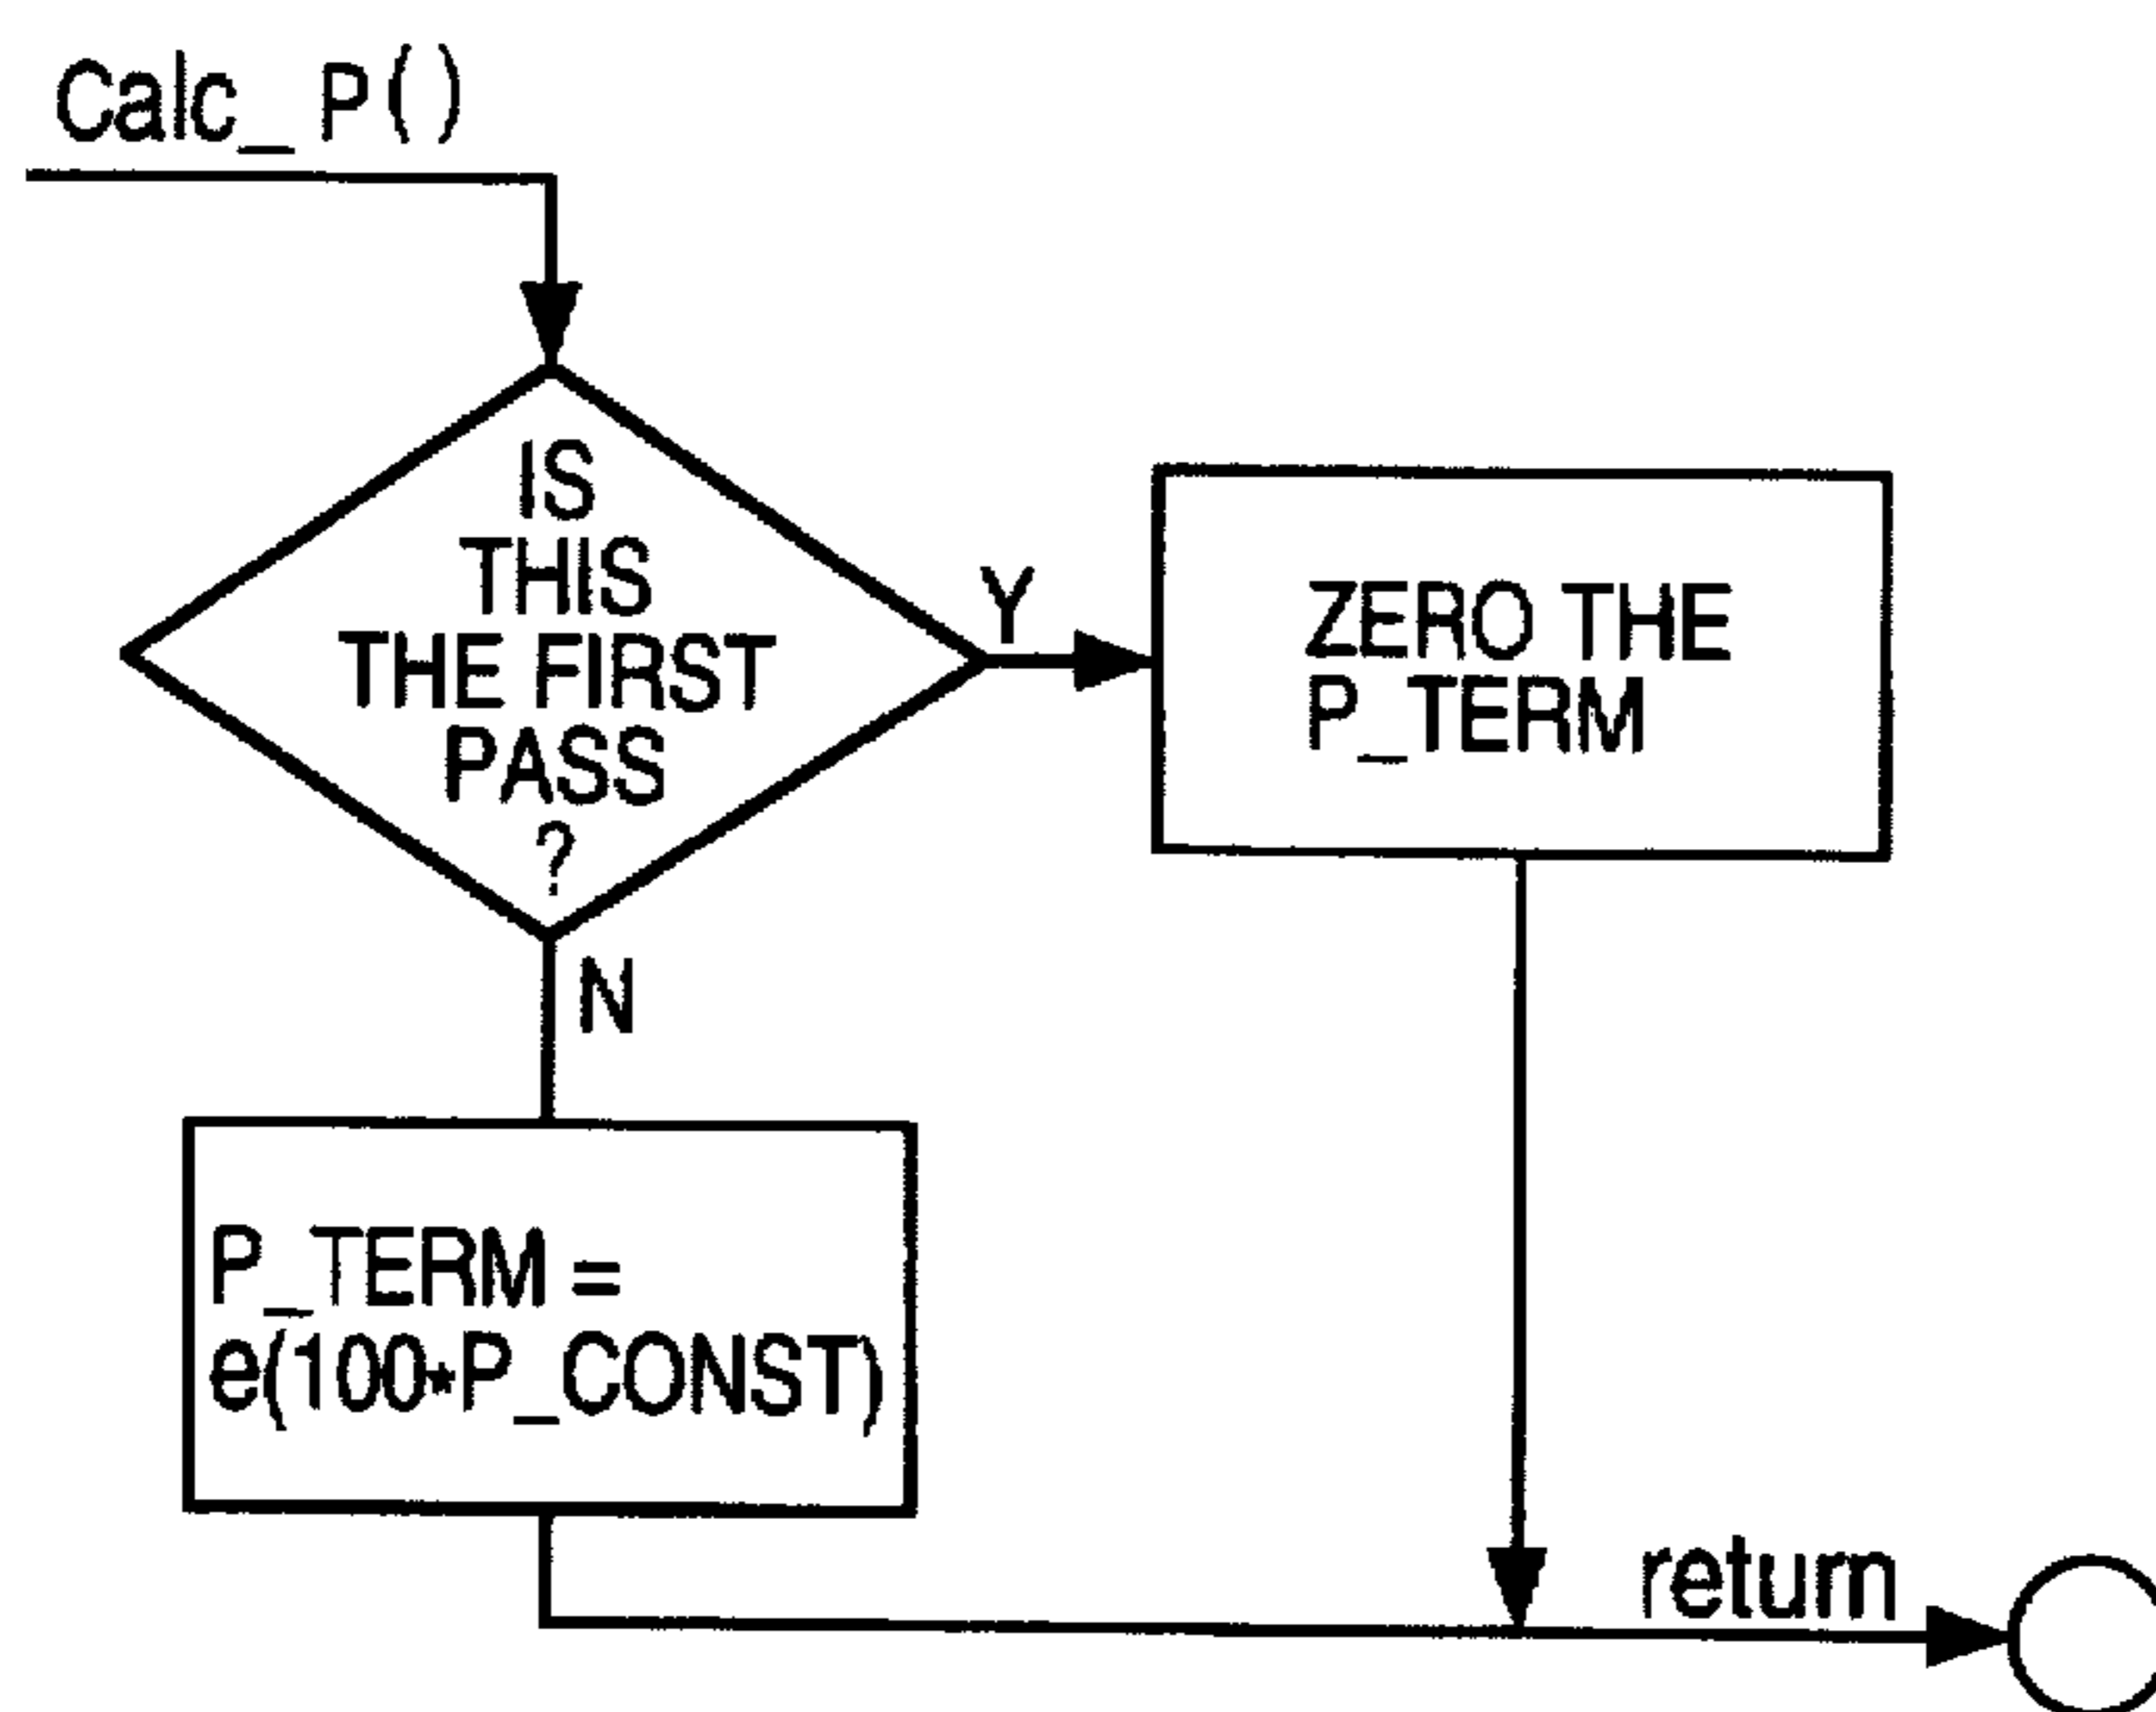 Calc_P()
IS
THIS
THE FIRST
PASS
?
Y
ZERO THE
P_TERM
N
P_TERM =
e(100*P_CONST)
return